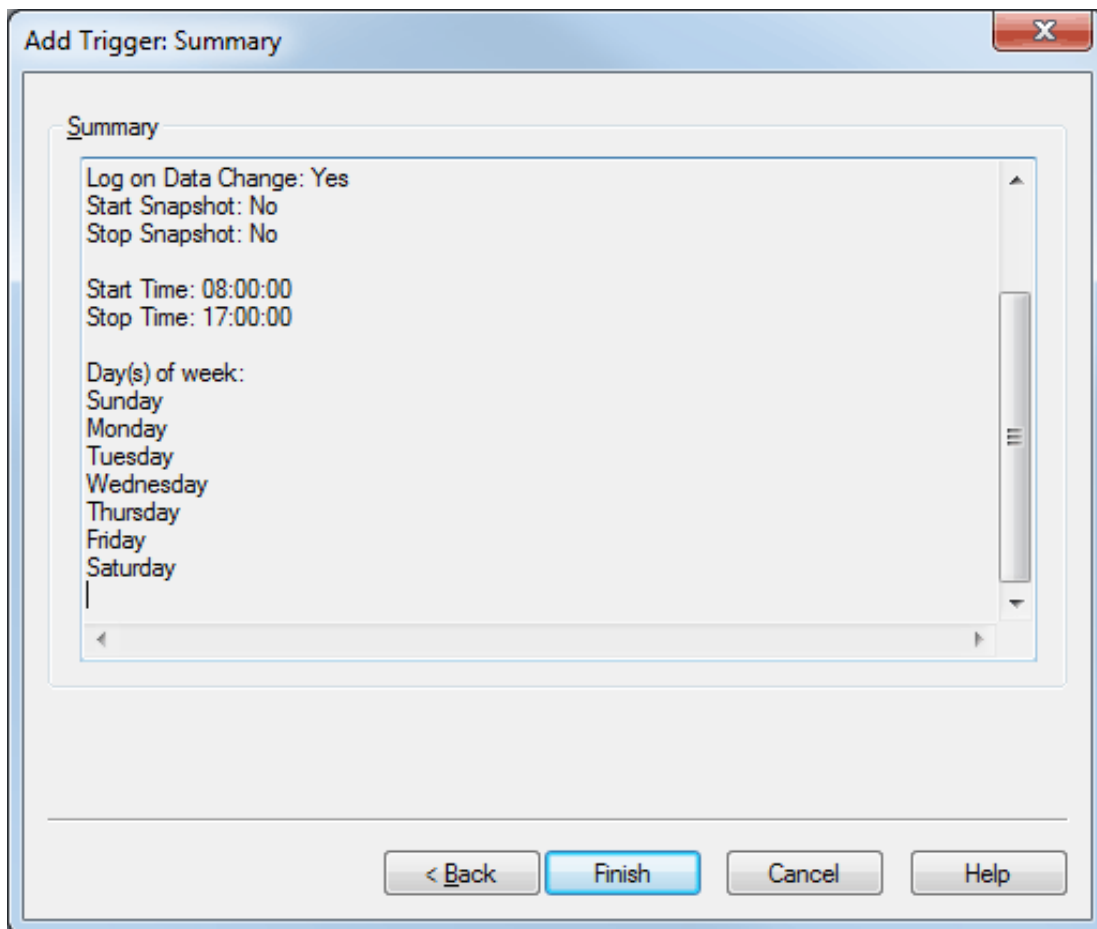 Add Trigger: Summary
Summary
Log on Data Change: Yes
Start Snapshot: No
Stop Snapshot: No
Start Time: 08:00:00
Stop Time: 17:00:00
Day(s) of week:
Sunday
Monday
Tuesday
Wednesday
Thursday
Friday
Saturday
< Back Finish Cancel Help